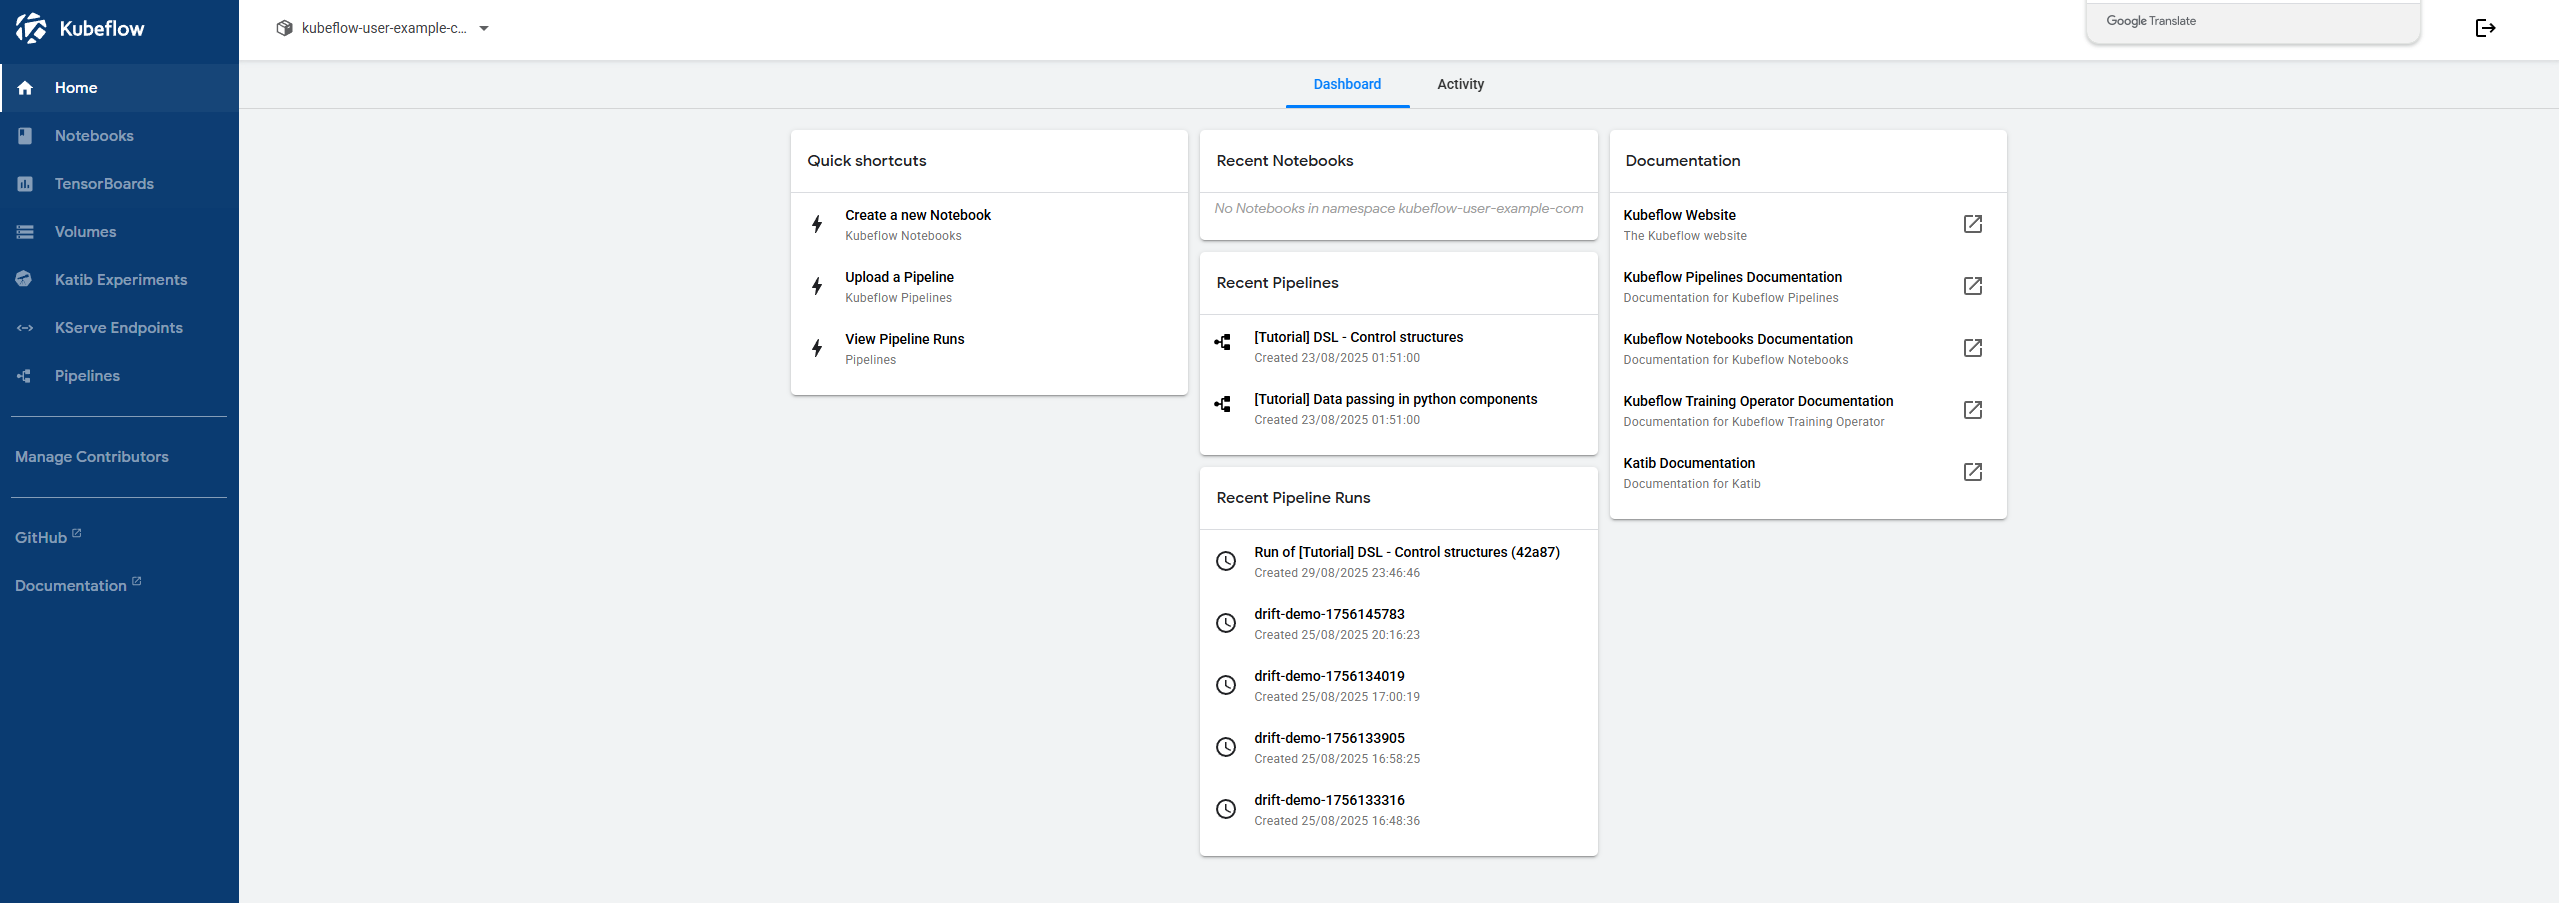 Kubeflow
kubeflow-user-example-c...
Google Translate
Home
Notebooks
TensorBoards
Volumes
Katib Experiments
KServe Endpoints
Pipelines
Manage Contributors
GitHub
Documentation
Dashboard
Activity
Quick shortcuts
Create a new Notebook
Kubeflow Notebooks
Upload a Pipeline
Kubeflow Pipelines
View Pipeline Runs
Pipelines
Recent Notebooks
No Notebooks in namespace kubeflow-user-example-com
Recent Pipelines
[Tutorial] DSL - Control structures
Created 23/08/2025 01:51:00
[Tutorial] Data passing in python components
Created 23/08/2025 01:51:00
Recent Pipeline Runs
Run of [Tutorial] DSL - Control structures (42a87)
Created 29/08/2025 23:46:46
drift-demo-1756145783
Created 25/08/2025 20:16:23
drift-demo-1756134019
Created 25/08/2025 17:00:19
drift-demo-1756133905
Created 25/08/2025 16:58:25
drift-demo-1756133316
Created 25/08/2025 16:48:36
Documentation
Kubeflow Website
The Kubeflow website
Kubeflow Pipelines Documentation
Documentation for Kubeflow Pipelines
Kubeflow Notebooks Documentation
Documentation for Kubeflow Notebooks
Kubeflow Training Operator Documentation
Documentation for Kubeflow Training Operator
Katib Documentation
Documentation for Katib